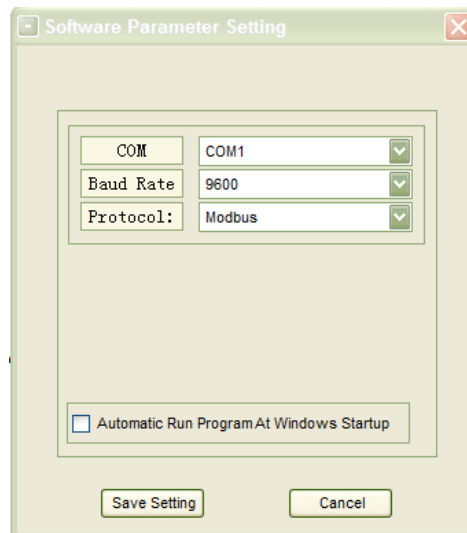 Software Parameter Setting
COM COM1
Baud Rate 9600
Protocol: Modbus
Automatic Run Program At Windows Startup
Save Setting Cancel